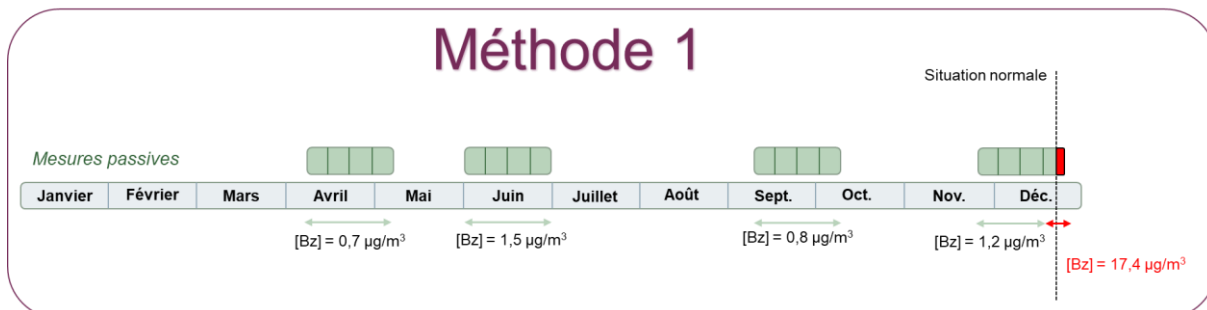 Méthode 1
Situation normale
Mesures passives
Janvier Février Mars Avril Mai Juin Juillet Août Sept. Oct. Nov. Déc.
[Bz] = 0,7 µg/m³ [Bz] = 1,5 µg/m³ [Bz] = 0,8 µg/m³ [Bz] = 1,2 µg/m³
[Bz] = 17,4 µg/m³